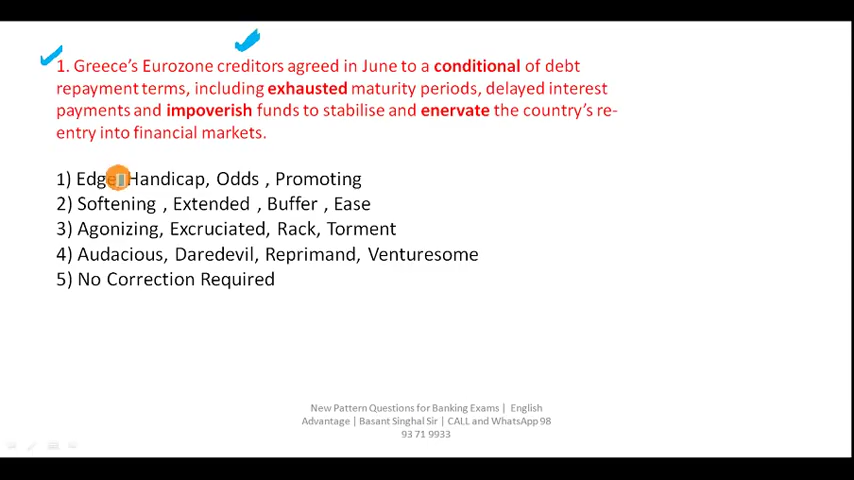 1. Greece's Eurozone creditors agreed in June to a conditional of debt
repayment terms, including exhausted maturity periods, delayed interest
payments and impoverish funds to stabilise and enervate the country's re-
entry into financial markets.
1) Edge, Handicap, Odds , Promoting
2) Softening , Extended , Buffer , Ease
3) Agonizing, Excruciated, Rack, Torment
4) Audacious, Daredevil, Reprimand, Venturesome
5) No Correction Required
New Pattern Questions for Banking Exams | English
Advantage | Basant Singhal Sir | CALL and WhatsApp 98
93 71 9933